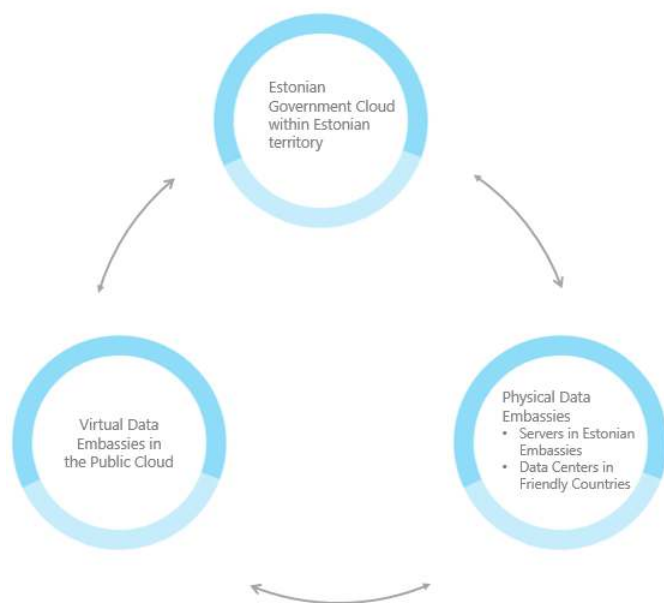 Estonian
Government Cloud
within Estonian
territory
Virtual Data
Embassies in
the Public Cloud
Physical Data
Embassies
• Servers in Estonian
Embassies
• Data Centers in
Friendly Countries